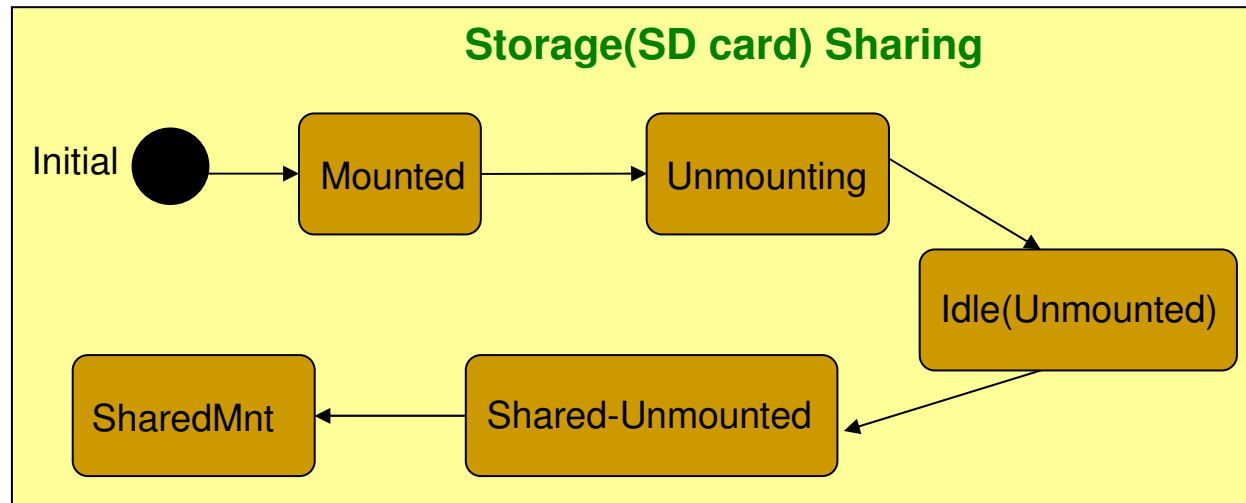 Storage(SD card) Sharing
Initial
Mounted
Unmounting
Idle(Unmounted)
SharedMnt
Shared-Unmounted